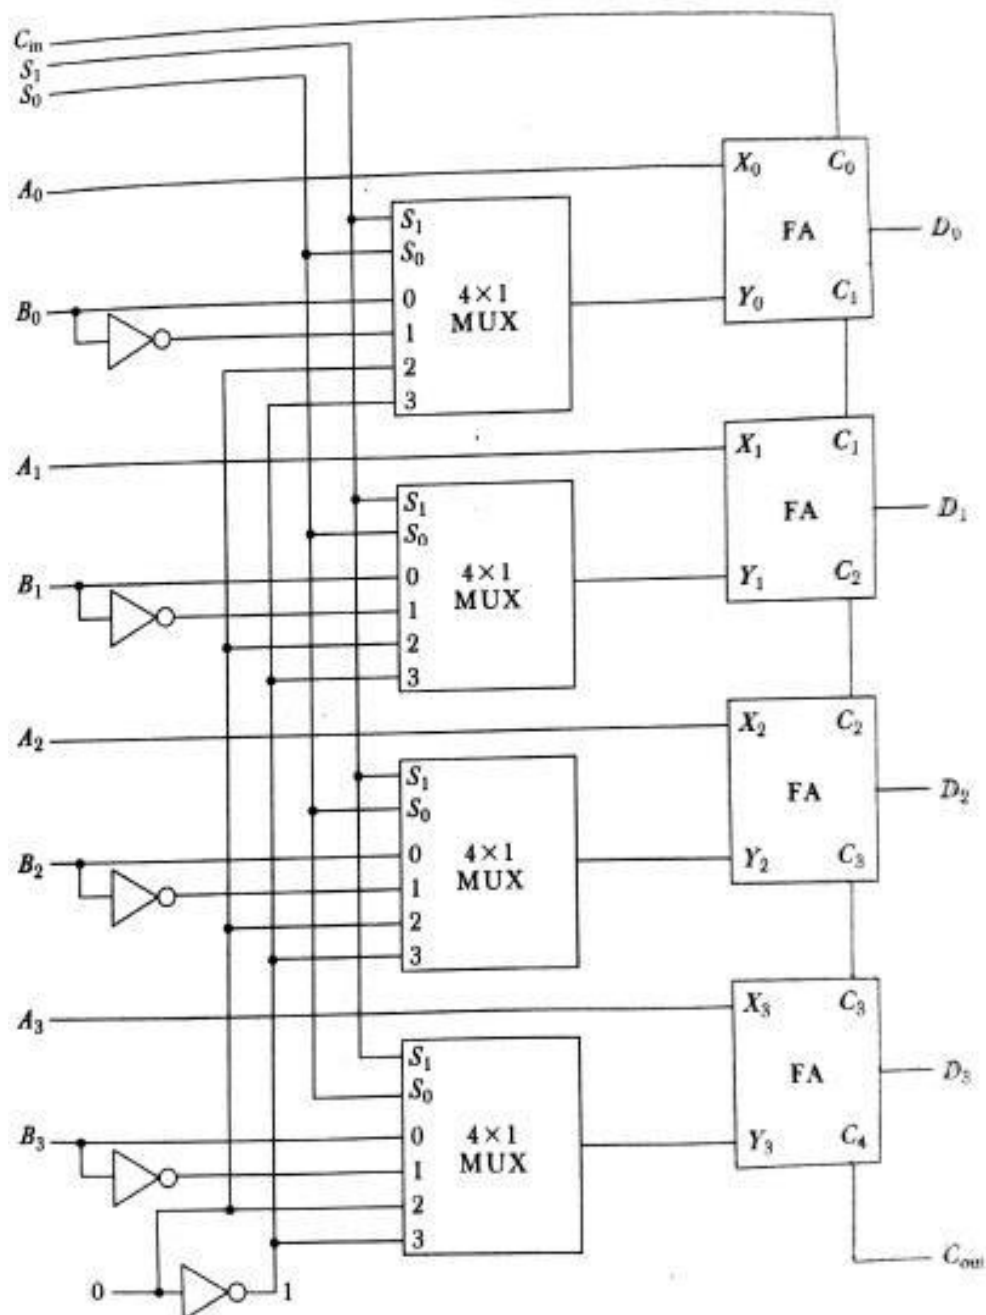 C_in
S_1
S_0
A_0
X_0 C_0
S_1
FA D_0
S_0
B_0
0
4×1
MUX
Y_0 C_1
1
2
3
A_1
X_1 C_1
S_1
FA D_1
S_0
B_1
0
4×1
MUX
Y_1 C_2
1
2
3
A_2
X_2 C_2
S_1
FA D_2
S_0
B_2
0
4×1
MUX
Y_2 C_3
1
2
3
A_3
X_3 C_3
S_1
FA D_3
S_0
B_3
0
4×1
MUX
Y_3 C_4
1
2
3
C_out
0 1